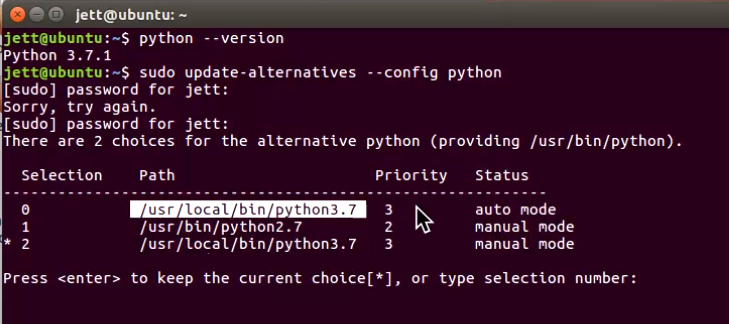 jett@ubuntu: ~
jett@ubuntu:~$ python --version
Python 3.7.1
jett@ubuntu:~$ sudo update-alternatives --config python
[sudo] password for jett:
Sorry, try again.
[sudo] password for jett:
There are 2 choices for the alternative python (providing /usr/bin/python).
Selection Path Priority Status
------------------------------------------------------------
0 /usr/local/bin/python3.7 3 auto mode
1 /usr/bin/python2.7 2 manual mode
* 2 /usr/local/bin/python3.7 3 manual mode
Press <enter> to keep the current choice[*], or type selection number: